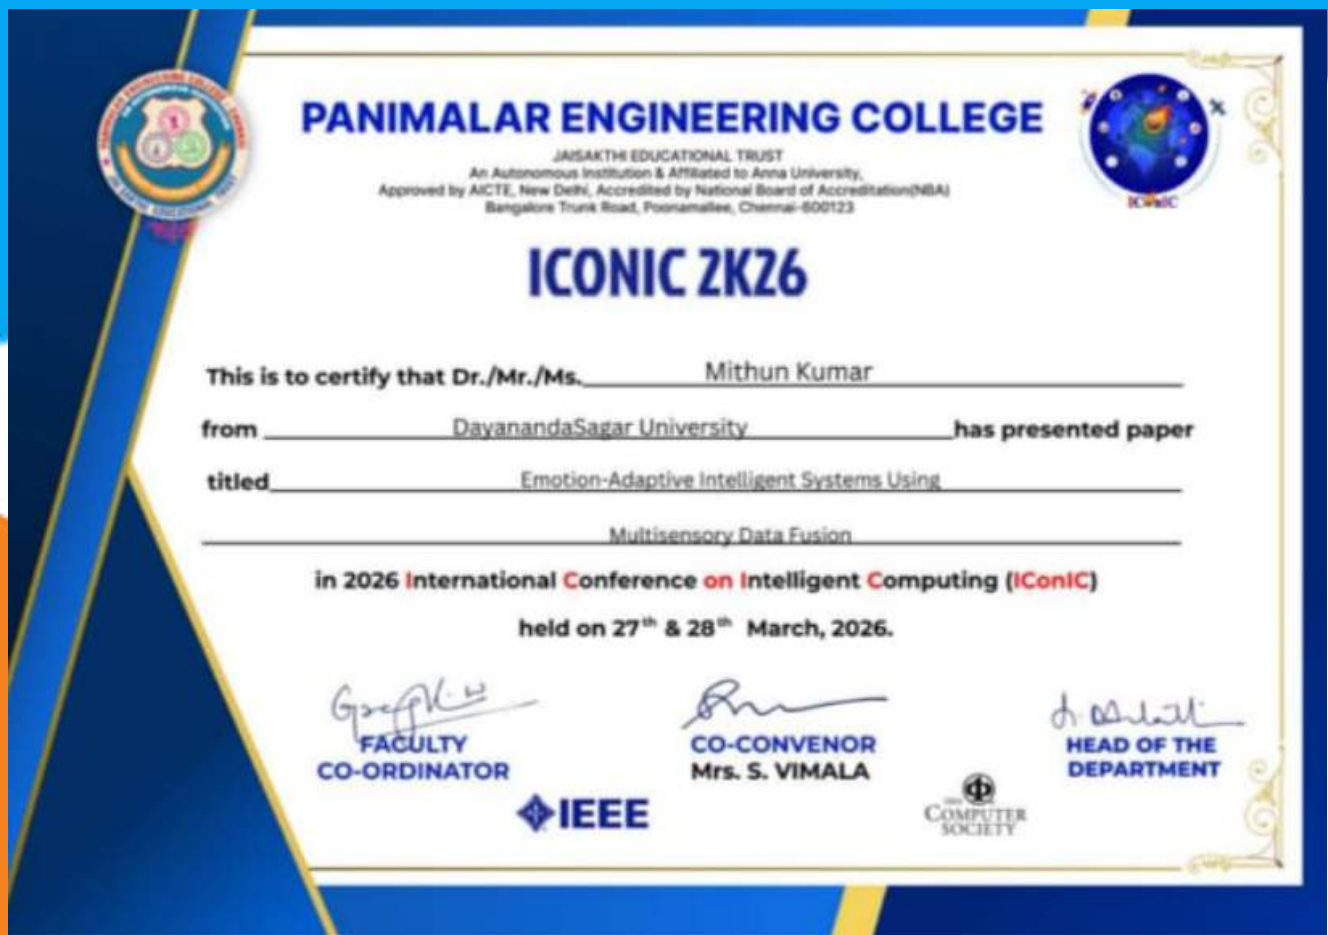 PANIMALAR ENGINEERING COLLEGE
JAISAKTHI EDUCATIONAL TRUST
An Autonomous Institution & Affiliated to Anna University,
Approved by AICTE, New Delhi, Accredited by National Board of Accreditation(NBA)
Bangalore Trunk Road, Poonamallee, Chennai-600123
IConIC
ICONIC 2K26
This is to certify that Dr./Mr./Ms. Mithun Kumar
from DayanandaSagar University has presented paper
titled Emotion-Adaptive Intelligent Systems Using
Multisensory Data Fusion
in 2026 International Conference on Intelligent Computing (IConIC)
held on 27th & 28th March, 2026.
FACULTY
CO-ORDINATOR
CO-CONVENOR
Mrs. S. VIMALA
HEAD OF THE
DEPARTMENT
IEEE
COMPUTER
SOCIETY